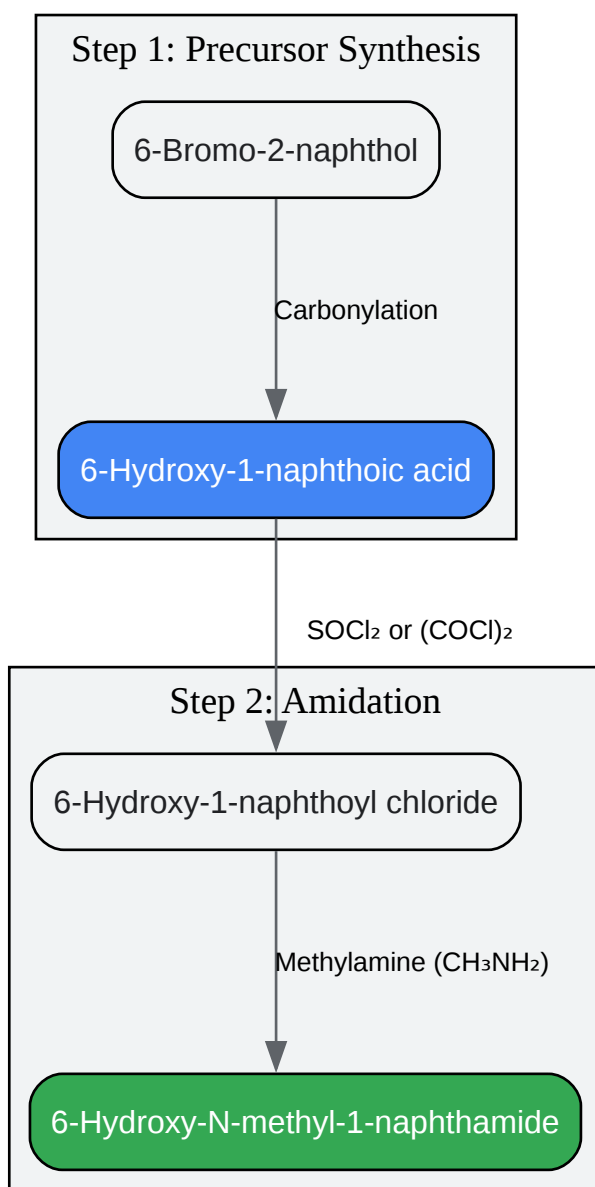 Step 1: Precursor Synthesis
6-Bromo-2-naphthol
Carbonylation
6-Hydroxy-1-naphthoic acid
SOCl₂ or (COCl)₂
Step 2: Amidation
6-Hydroxy-1-naphthoyl chloride
Methylamine (CH₃NH₂)
6-Hydroxy-N-methyl-1-naphthamide